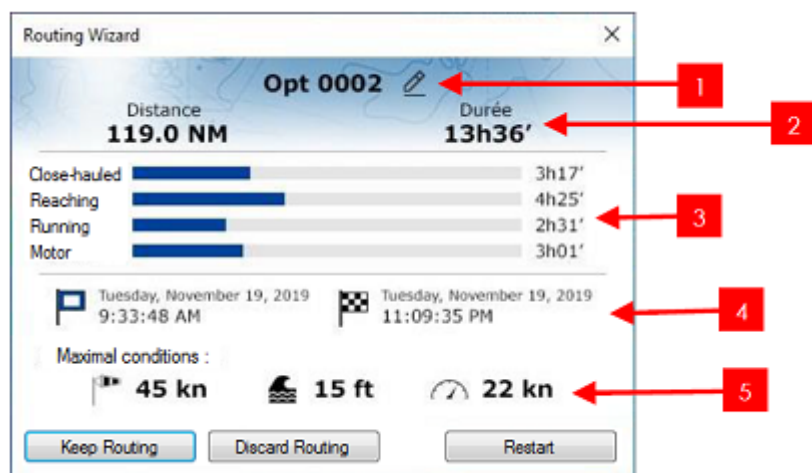 Routing Wizard
Opt 0002
1
Distance
Durée
119.0 NM
13h36'
2
Close-hauled
3h17'
Reaching
4h25'
Running
2h31'
Motor
3h01'
3
Tuesday, November 19, 2019
9:33:48 AM
Tuesday, November 19, 2019
11:09:35 PM
4
Maximal conditions :
45 kn
15 ft
22 kn
5
Keep Routing
Discard Routing
Restart